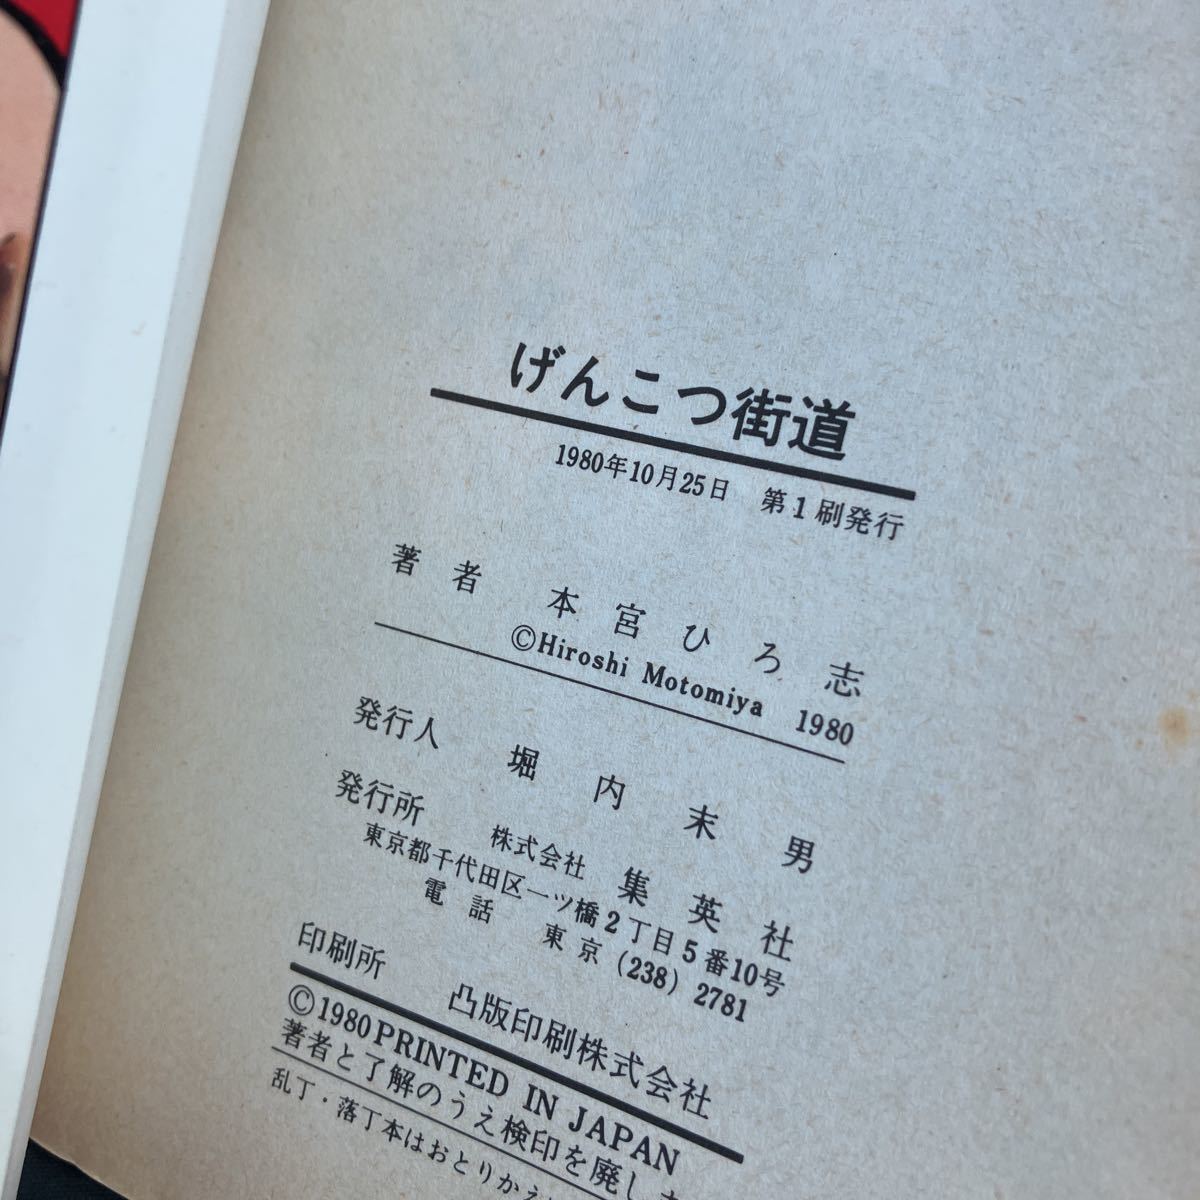 げんこつ街道
1980年10月25日 第1刷発行
著者 本宮ひろ志
©Hiroshi Motomiya 1980
発行人 堀内末男
発行所 株式会社 集英社
東京都千代田区一ツ橋2丁目5番10号
電話 東京 (238) 2781
印刷所 凸版印刷株式会社
©1980 PRINTED IN JAPAN
著者と了解のうえ検印を廃し
乱丁・落丁本はおとりかえ